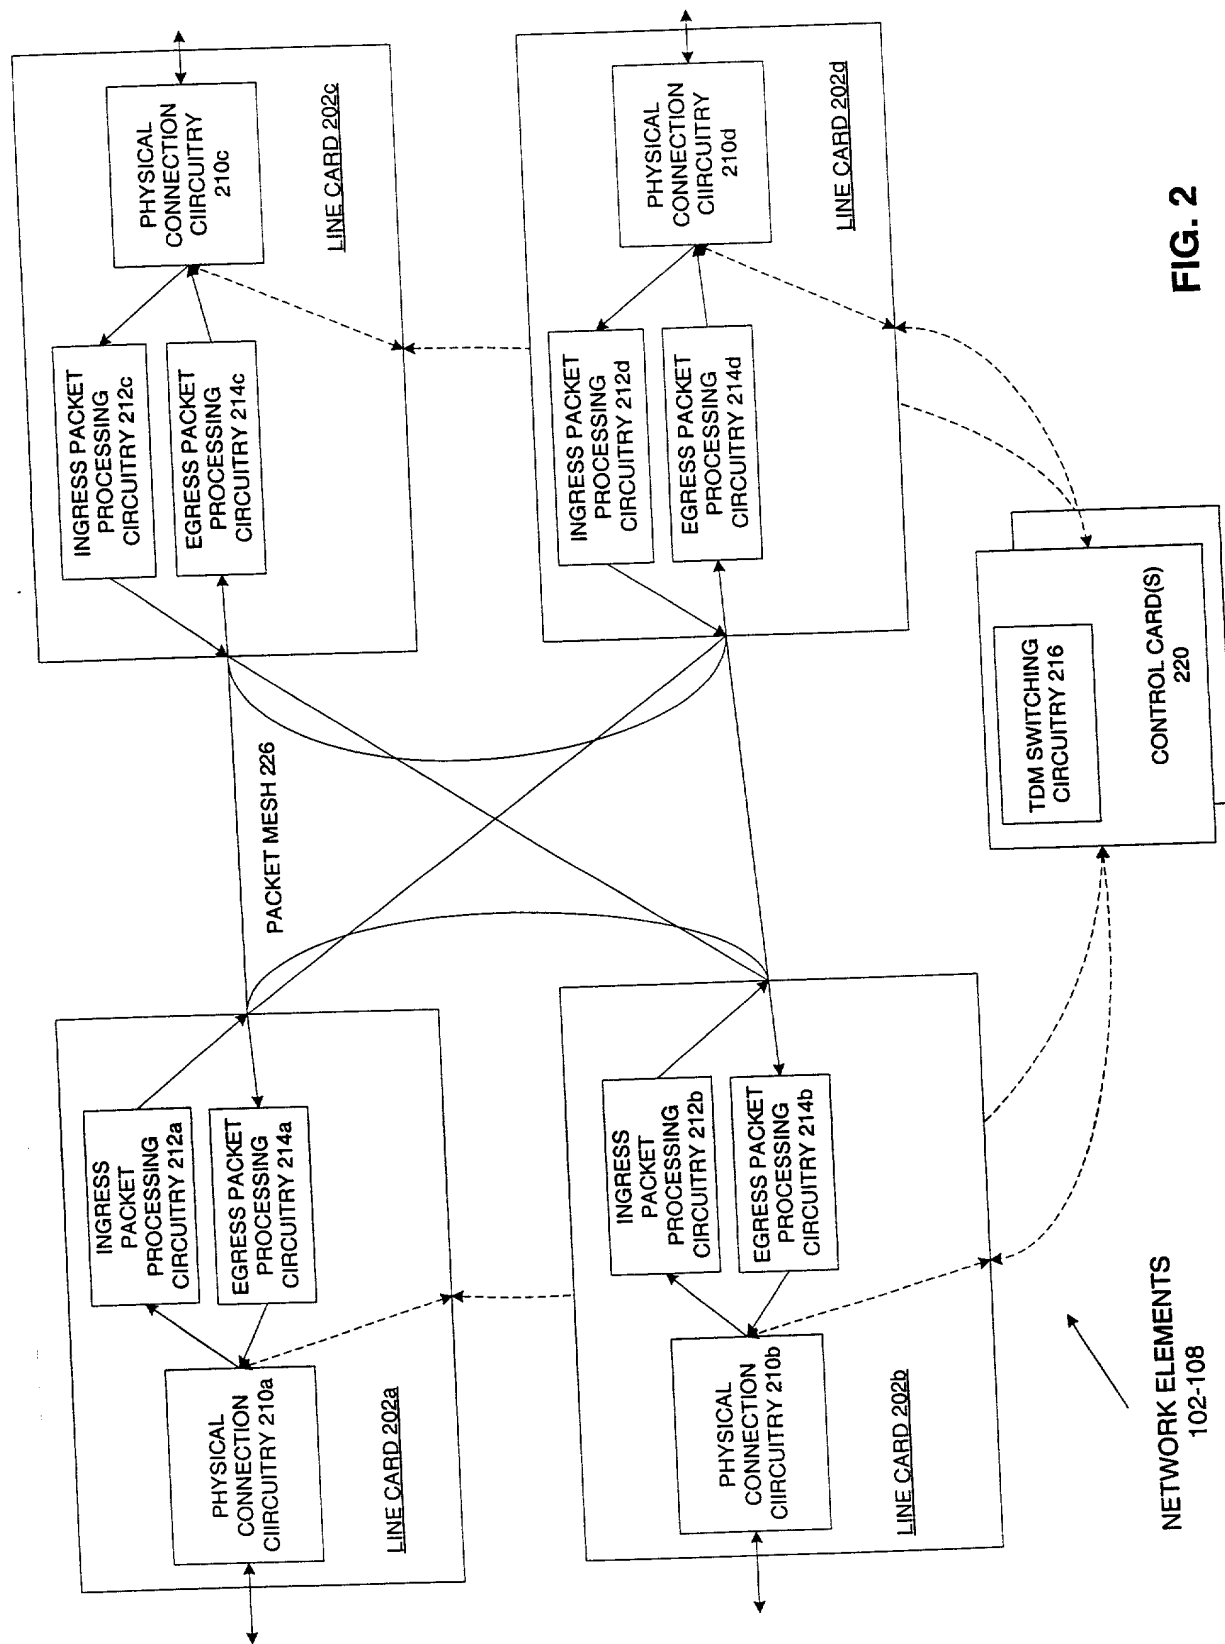 PHYSICAL
CONNECTION
CIIRCUITRY 210a
INGRESS
PACKET
PROCESSING
CIRCUITRY 212a
EGRESS PACKET
PROCESSING
CIRCUITRY 214a
LINE CARD 202a
PACKET MESH 226
INGRESS PACKET
PROCESSING
CIRCUITRY 212c
EGRESS PACKET
PROCESSING
CIRCUITRY 214c
PHYSICAL
CONNECTION
CIIRCUITRY
210c
LINE CARD 202c
PHYSICAL
CONNECTION
CIIRCUITRY 210b
INGRESS
PACKET
PROCESSING
CIRCUITRY 212b
EGRESS PACKET
PROCESSING
CIRCUITRY 214b
LINE CARD 202b
INGRESS PACKET
PROCESSING
CIRCUITRY 212d
EGRESS PACKET
PROCESSING
CIRCUITRY 214d
PHYSICAL
CONNECTION
CIIRCUITRY
210d
LINE CARD 202d
TDM SWITCHING
CIRCUITRY 216
CONTROL CARD(S)
220
NETWORK ELEMENTS
102-108
FIG. 2